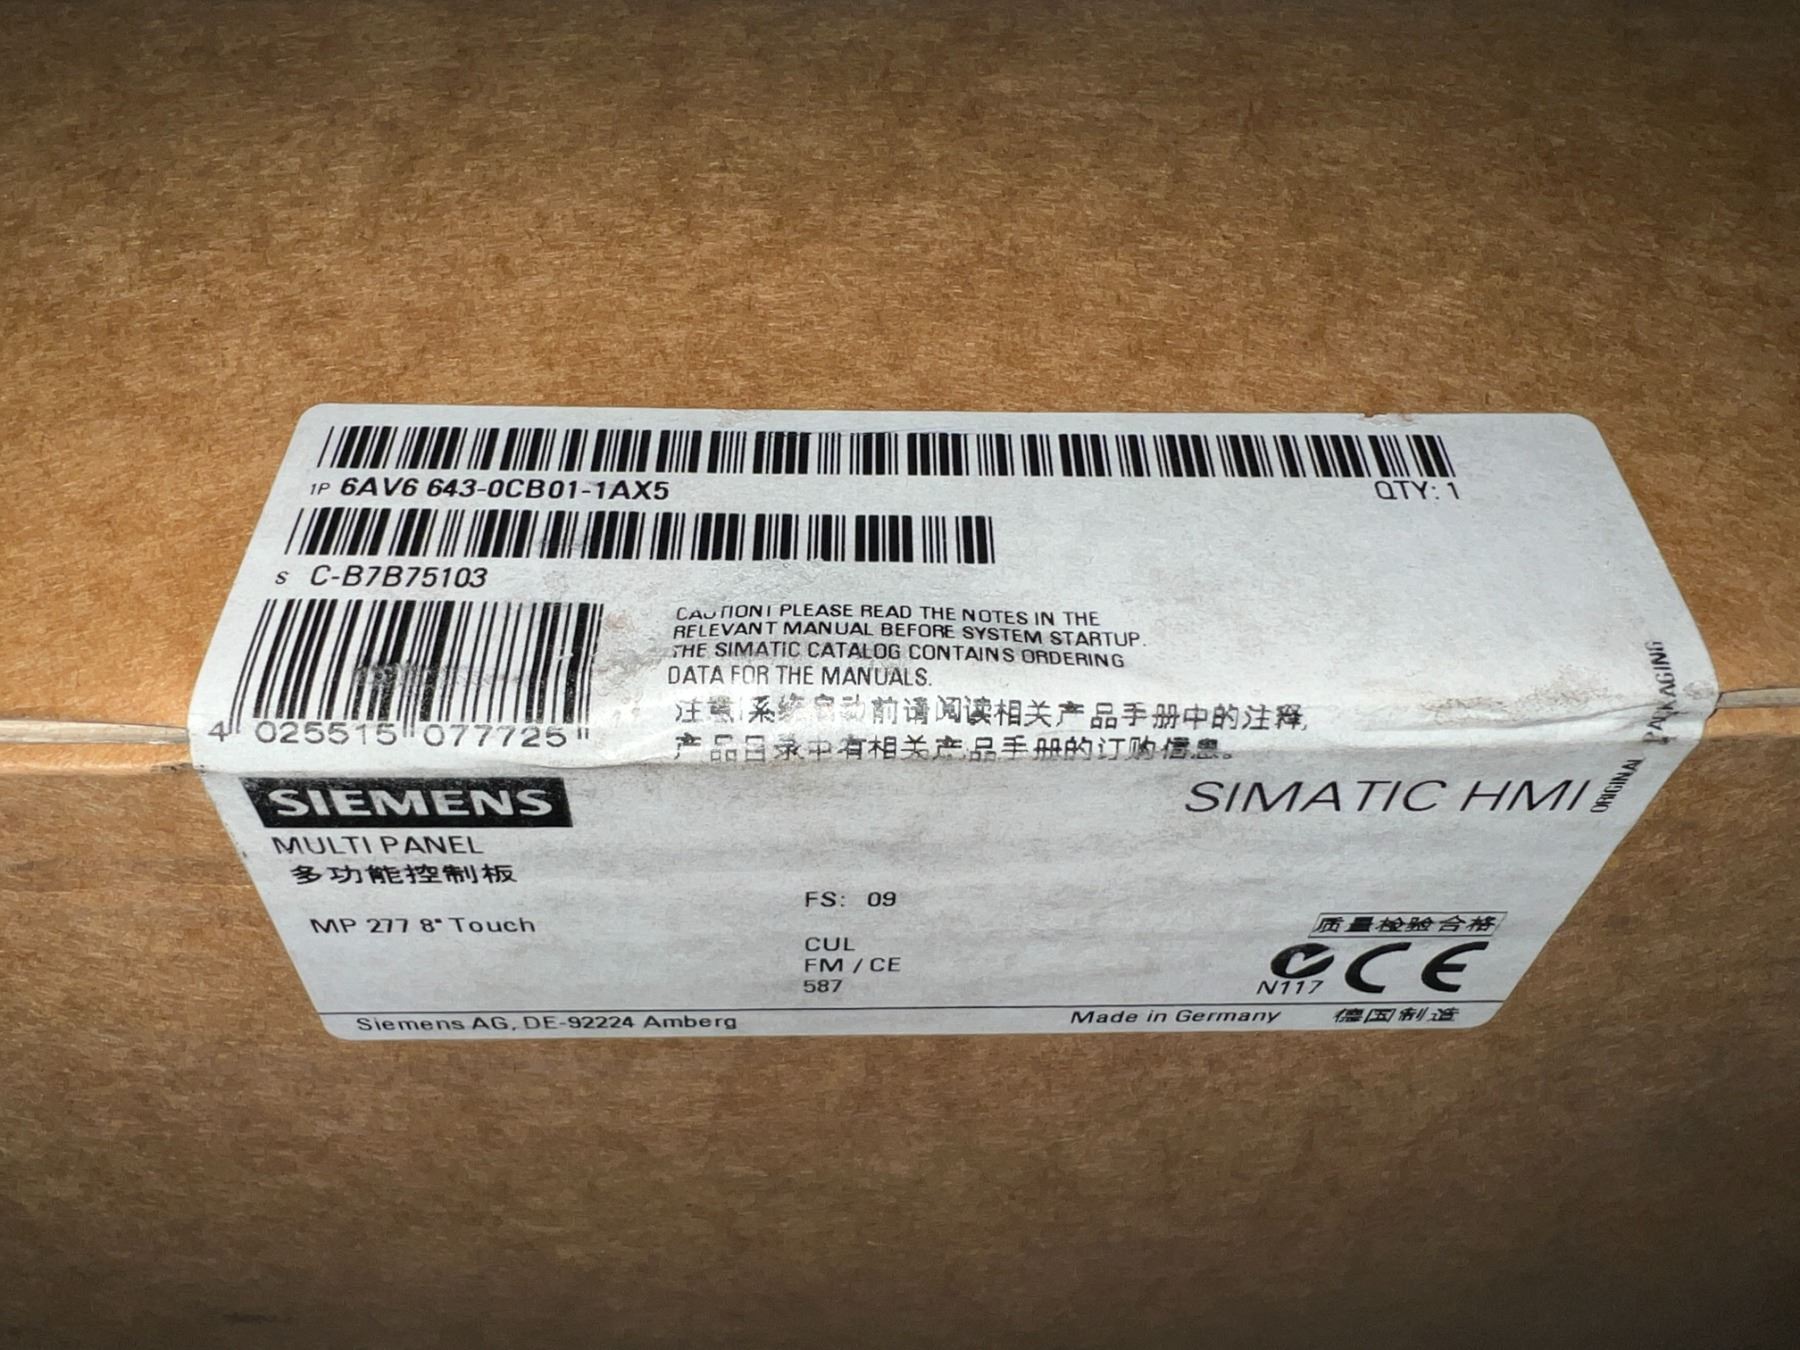 1P 6AV6 643-0CB01-1AX5
QTY: 1
S C-B7B75103
4 025515 077725
CAUTION! PLEASE READ THE NOTES IN THE
RELEVANT MANUAL BEFORE SYSTEM STARTUP.
THE SIMATIC CATALOG CONTAINS ORDERING
DATA FOR THE MANUALS.
注意!系统启动前请阅读相关产品手册中的注释,
产品目录中有相关产品手册的订购信息。
ORIGINAL PACKAGING
SIEMENS
SIMATIC HMI
MULTI PANEL
多功能控制板
MP 277 8" Touch
FS: 09
CUL
FM / CE
587
质量检验合格
N117
CE
Siemens AG, DE-92224 Amberg
Made in Germany
德国制造